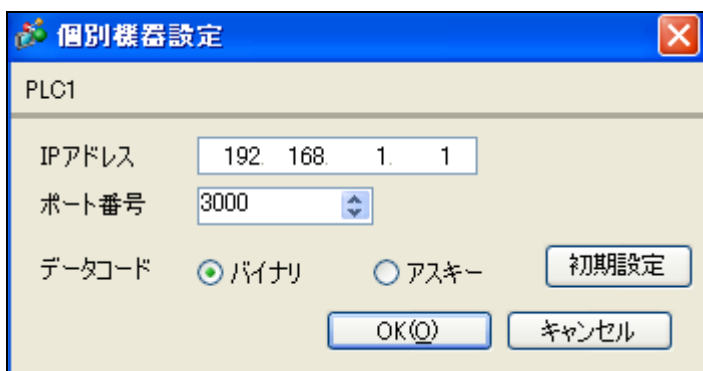 個別機器設定
PLC1
IPアドレス 192. 168. 1. 1
ポート番号 3000
データコード バイナリ アスキー 初期設定
OK(O) キャンセル